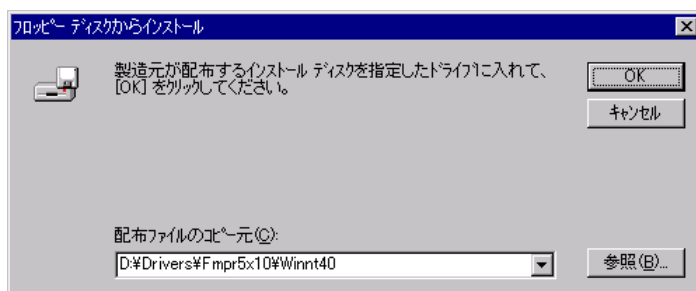 フロッピー ディスクからインストール
製造元が配布するインストール ディスクを指定したドライブに入れて、
[OK] をクリックしてください。
OK
キャンセル
配布ファイルのコピー元(C):
D:¥Drivers¥Fmpr5x10¥Winnt40
参照(B)...